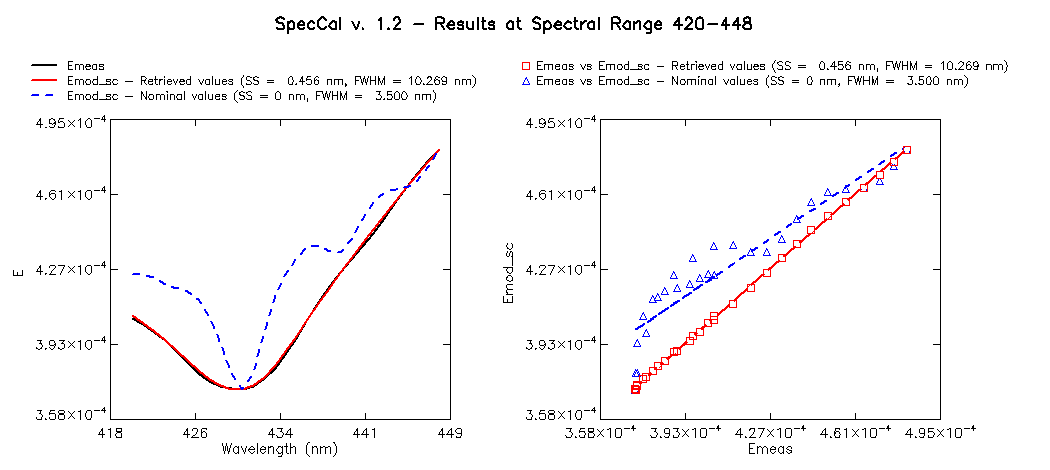 SpecCal v. 1.2 - Results at Spectral Range 420-448
Emeas
Emod_sc - Retrieved values (SS = 0.456 nm, FWHM = 10.269 nm)
Emod_sc - Nominal values (SS = 0 nm, FWHM = 3.500 nm)
4.95×10⁻⁴
4.61×10⁻⁴
4.27×10⁻⁴
3.93×10⁻⁴
3.58×10⁻⁴
E
418 426 434 441 449
Wavelength (nm)
Emeas vs Emod_sc - Retrieved values (SS = 0.456 nm, FWHM = 10.269 nm)
Emeas vs Emod_sc - Nominal values (SS = 0 nm, FWHM = 3.500 nm)
4.95×10⁻⁴
4.61×10⁻⁴
4.27×10⁻⁴
3.93×10⁻⁴
3.58×10⁻⁴
Emod_sc
3.58×10⁻⁴ 3.93×10⁻⁴ 4.27×10⁻⁴ 4.61×10⁻⁴ 4.95×10⁻⁴
Emeas